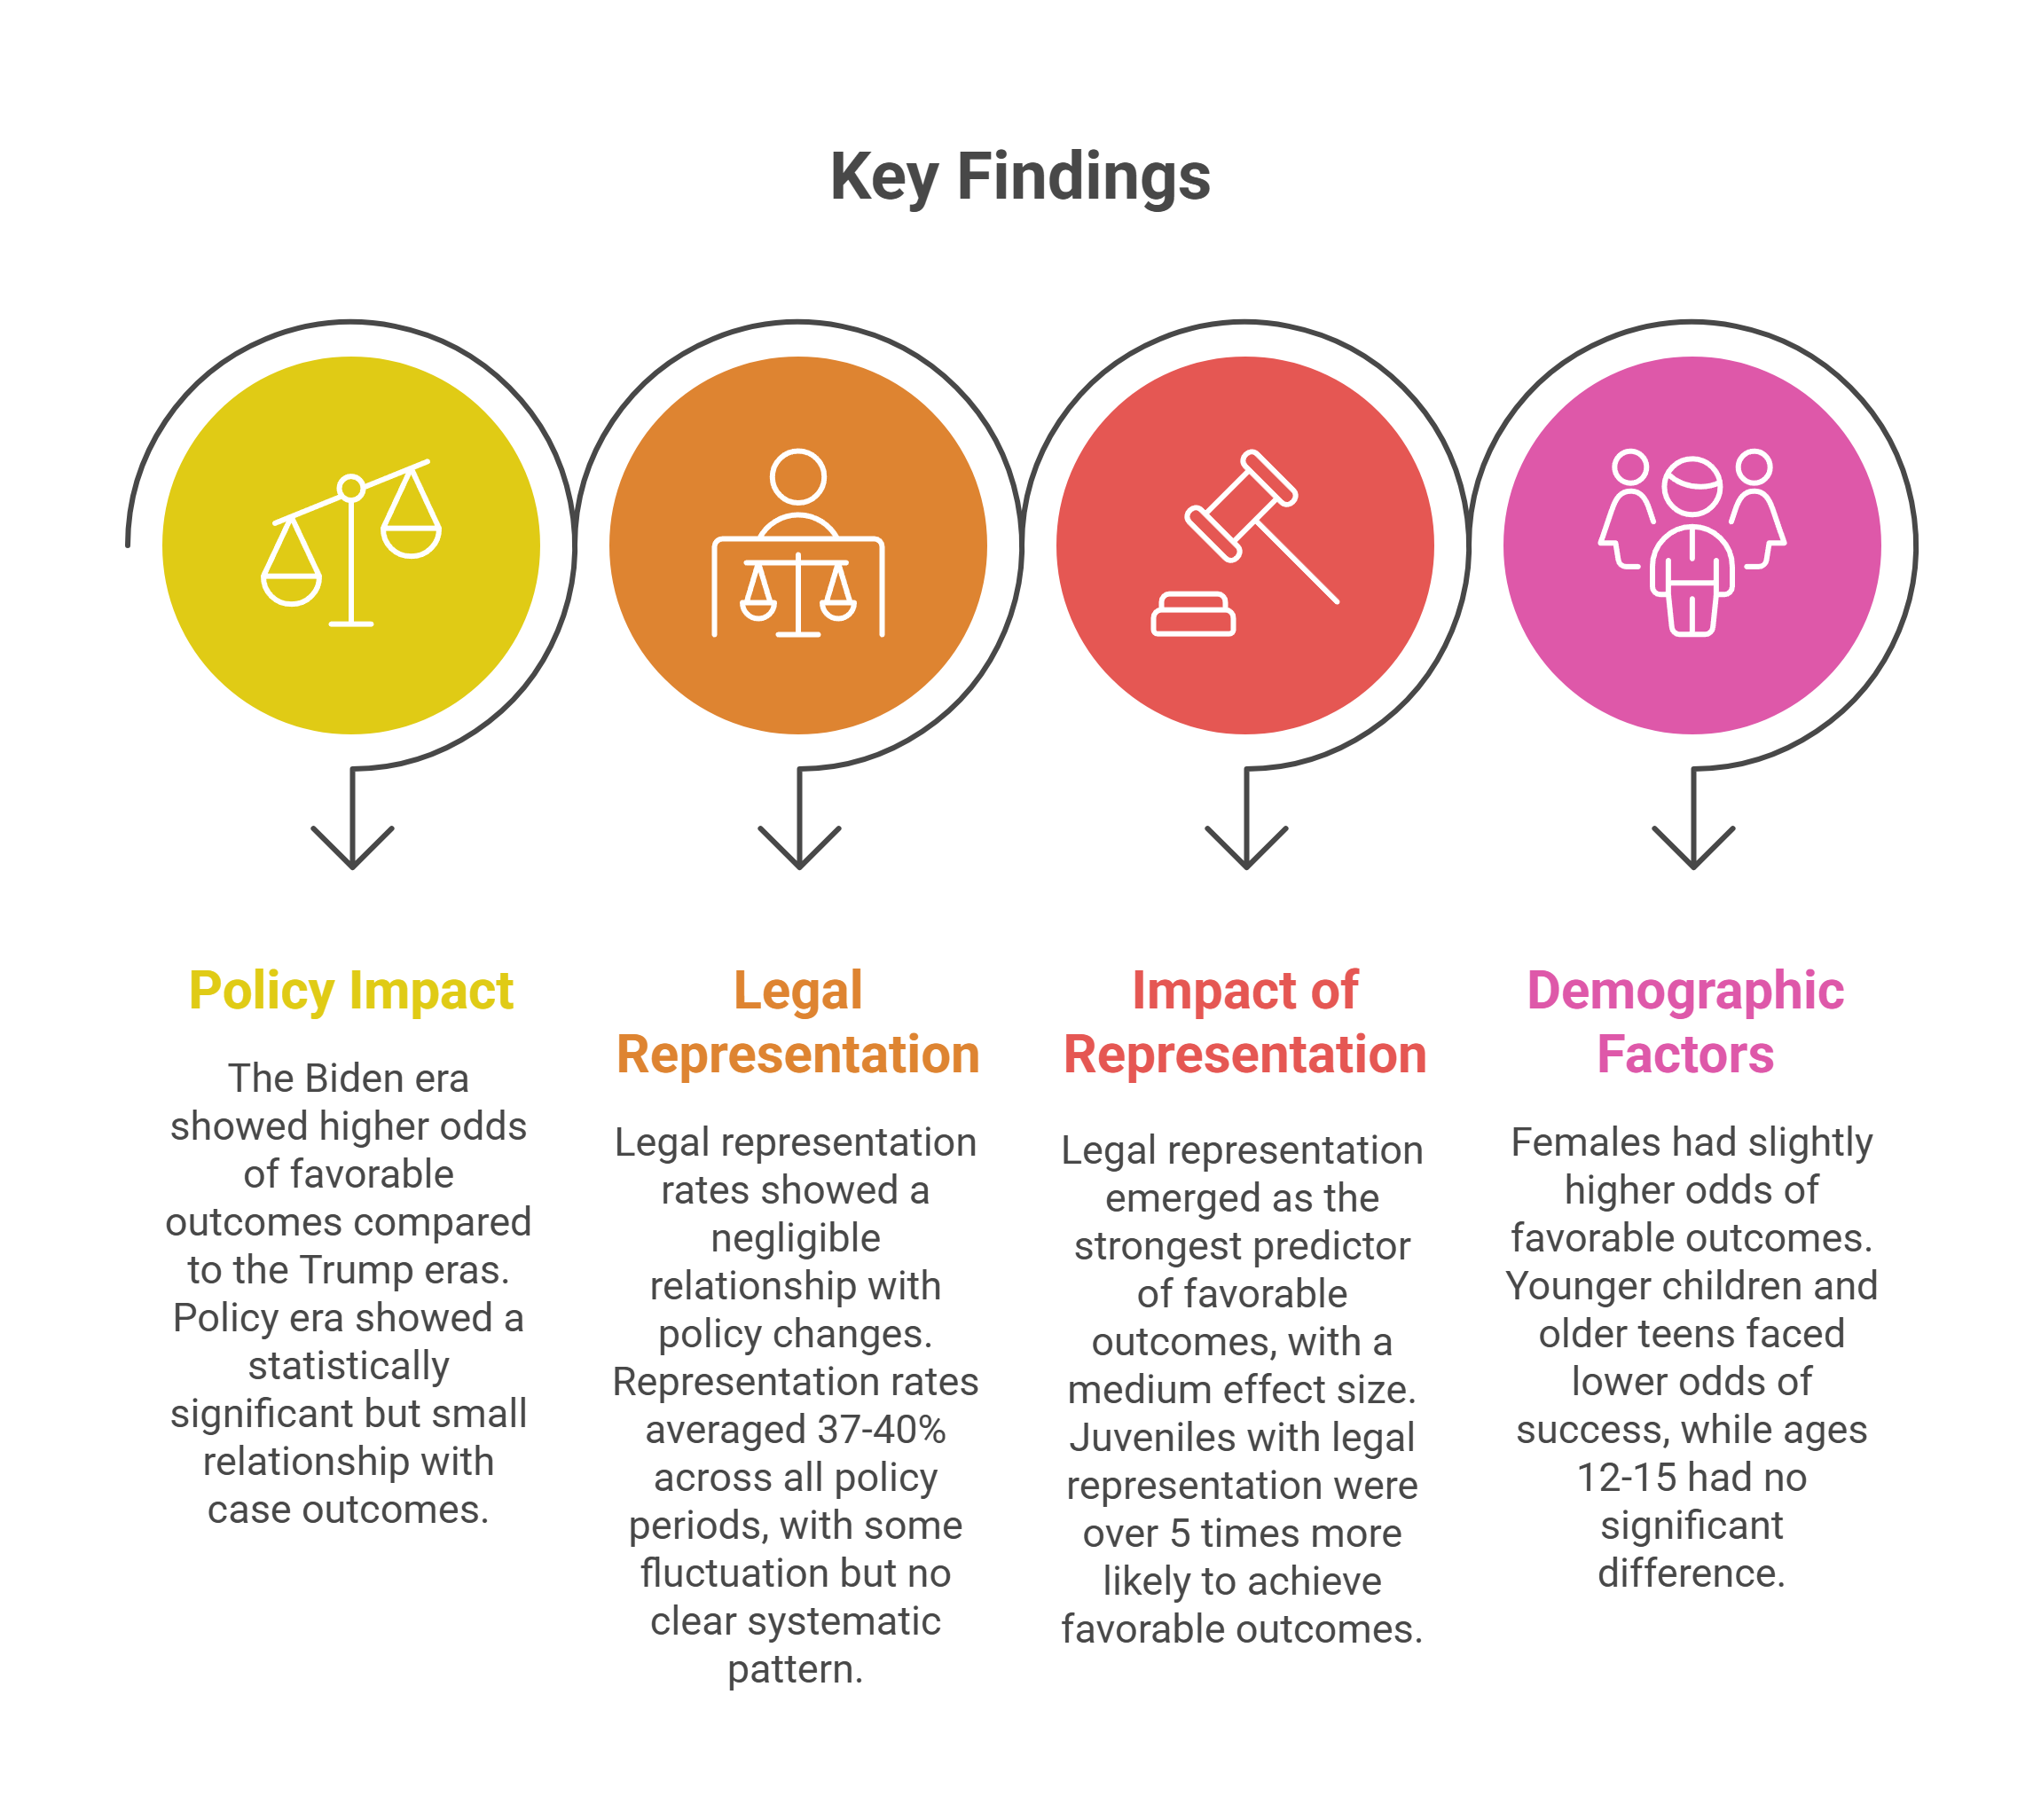 Key Findings
Policy Impact
The Biden era
showed higher odds
of favorable
outcomes compared
to the Trump eras.
Policy era showed a
statistically
significant but small
relationship with
case outcomes.
Legal
Representation
Legal representation
rates showed a
negligible
relationship with
policy changes.
Representation rates
averaged 37-40%
across all policy
periods, with some
fluctuation but no
clear systematic
pattern.
Impact of
Representation
Legal representation
emerged as the
strongest predictor
of favorable
outcomes, with a
medium effect size.
Juveniles with legal
representation were
over 5 times more
likely to achieve
favorable outcomes.
Demographic
Factors
Females had slightly
higher odds of
favorable outcomes.
Younger children and
older teens faced
lower odds of
success, while ages
12-15 had no
significant
difference.